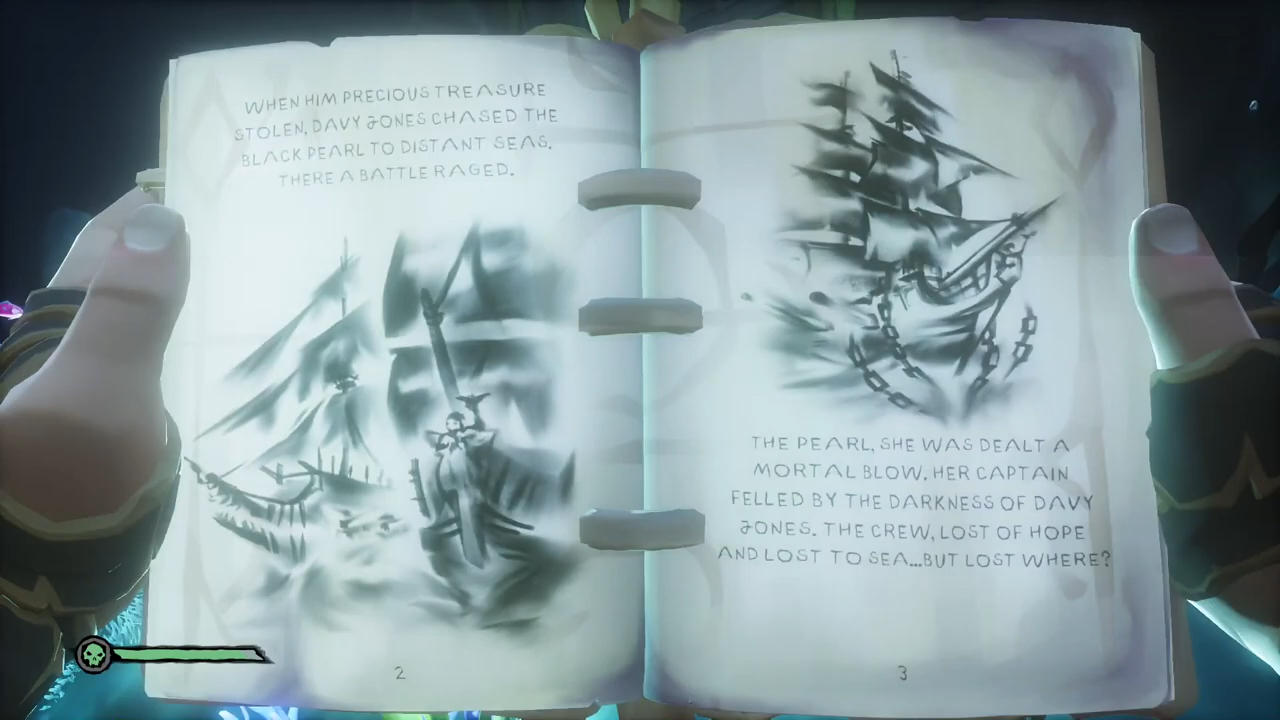 WHEN HIM PRECIOUS TREASURE
STOLEN, DAVY JONES CHASED THE
BLACK PEARL TO DISTANT SEAS.
THERE A BATTLE RAGED.
2
THE PEARL, SHE WAS DEALT A
MORTAL BLOW. HER CAPTAIN
FELLED BY THE DARKNESS OF DAVY
JONES. THE CREW, LOST OF HOPE
AND LOST TO SEA...BUT LOST WHERE?
3